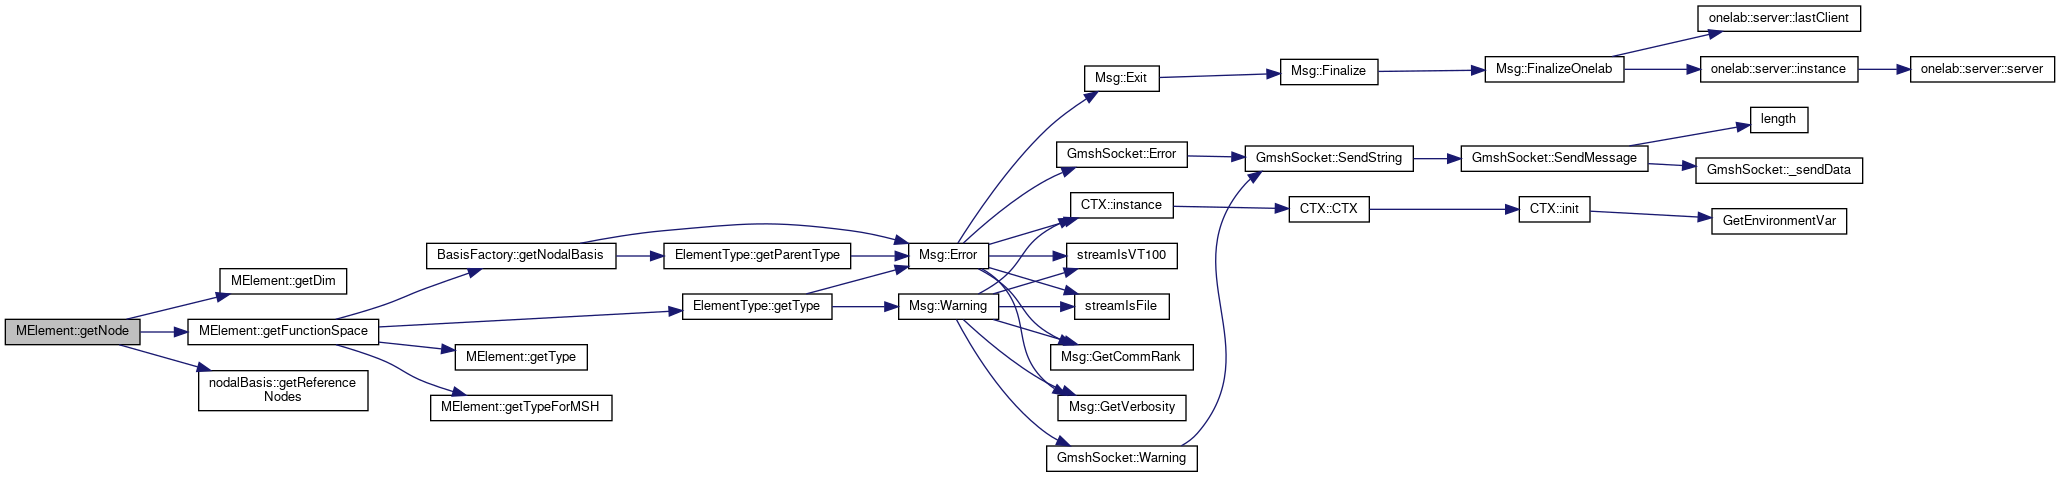 MElement::getNode
MElement::getDim
MElement::getFunctionSpace
nodalBasis::getReference
Nodes
BasisFactory::getNodalBasis
ElementType::getParentType
ElementType::getType
MElement::getType
MElement::getTypeForMSH
Msg::Error
Msg::Warning
Msg::Exit
GmshSocket::Error
CTX::instance
streamIsVT100
streamIsFile
Msg::GetCommRank
Msg::GetVerbosity
GmshSocket::Warning
Msg::Finalize
GmshSocket::SendString
CTX::CTX
Msg::FinalizeOnelab
GmshSocket::SendMessage
CTX::init
onelab::server::lastClient
onelab::server::instance
length
GmshSocket::_sendData
GetEnvironmentVar
onelab::server::server